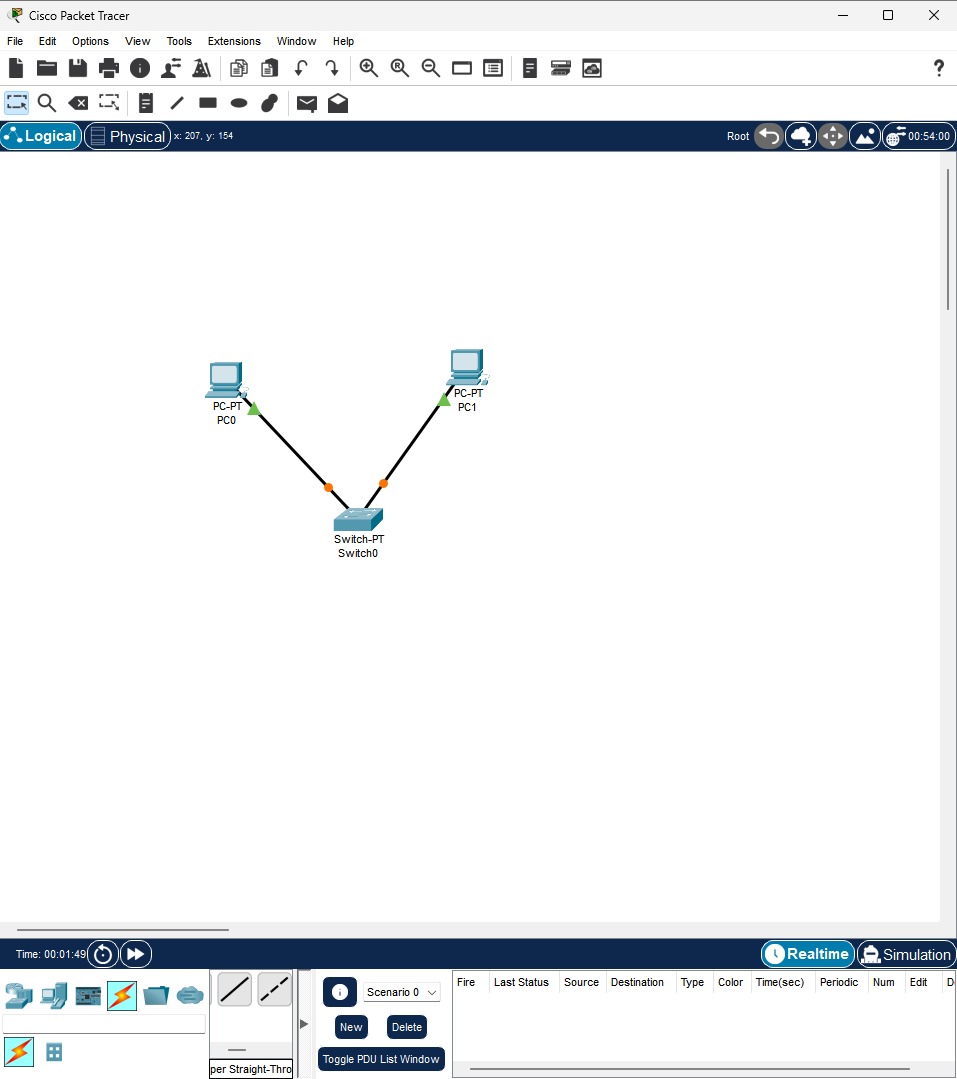 Cisco Packet Tracer
File Edit Options View Tools Extensions Window Help
Logical Physical x: 207, y: 154 Root 00:54:00
PC-PT
PC0
PC-PT
PC1
Switch-PT
Switch0
Time: 00:01:49 Realtime Simulation
Scenario 0
New Delete
Toggle PDU List Window
Fire Last Status Source Destination Type Color Time(sec) Periodic Num Edit D
per Straight-Thro